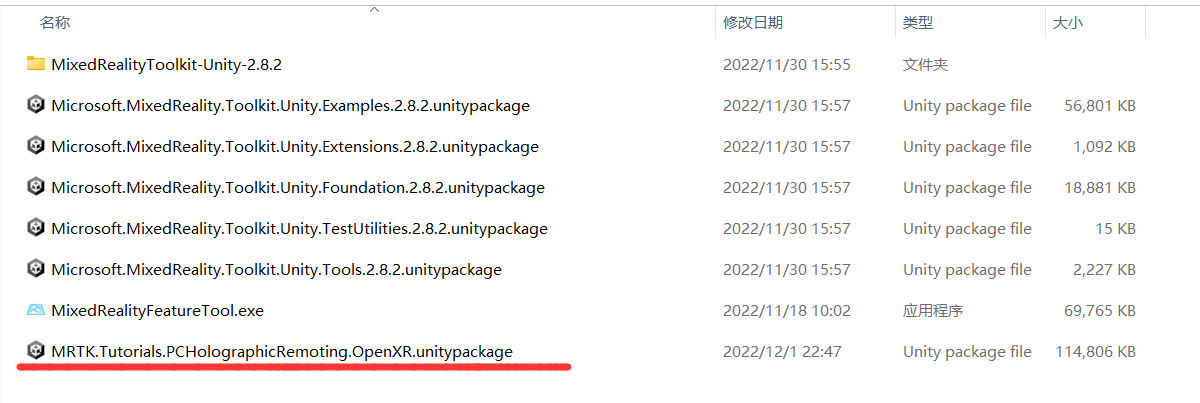 名称 修改日期 类型 大小
MixedRealityToolkit-Unity-2.8.2 2022/11/30 15:55 文件夹
Microsoft.MixedReality.Toolkit.Unity.Examples.2.8.2.unitypackage 2022/11/30 15:57 Unity package file 56,801 KB
Microsoft.MixedReality.Toolkit.Unity.Extensions.2.8.2.unitypackage 2022/11/30 15:57 Unity package file 1,092 KB
Microsoft.MixedReality.Toolkit.Unity.Foundation.2.8.2.unitypackage 2022/11/30 15:57 Unity package file 18,881 KB
Microsoft.MixedReality.Toolkit.Unity.TestUtilities.2.8.2.unitypackage 2022/11/30 15:57 Unity package file 15 KB
Microsoft.MixedReality.Toolkit.Unity.Tools.2.8.2.unitypackage 2022/11/30 15:57 Unity package file 2,227 KB
MixedRealityFeatureTool.exe 2022/11/18 10:02 应用程序 69,765 KB
MRTK.Tutorials.PCHolographicRemoting.OpenXR.unitypackage 2022/12/1 22:47 Unity package file 114,806 KB